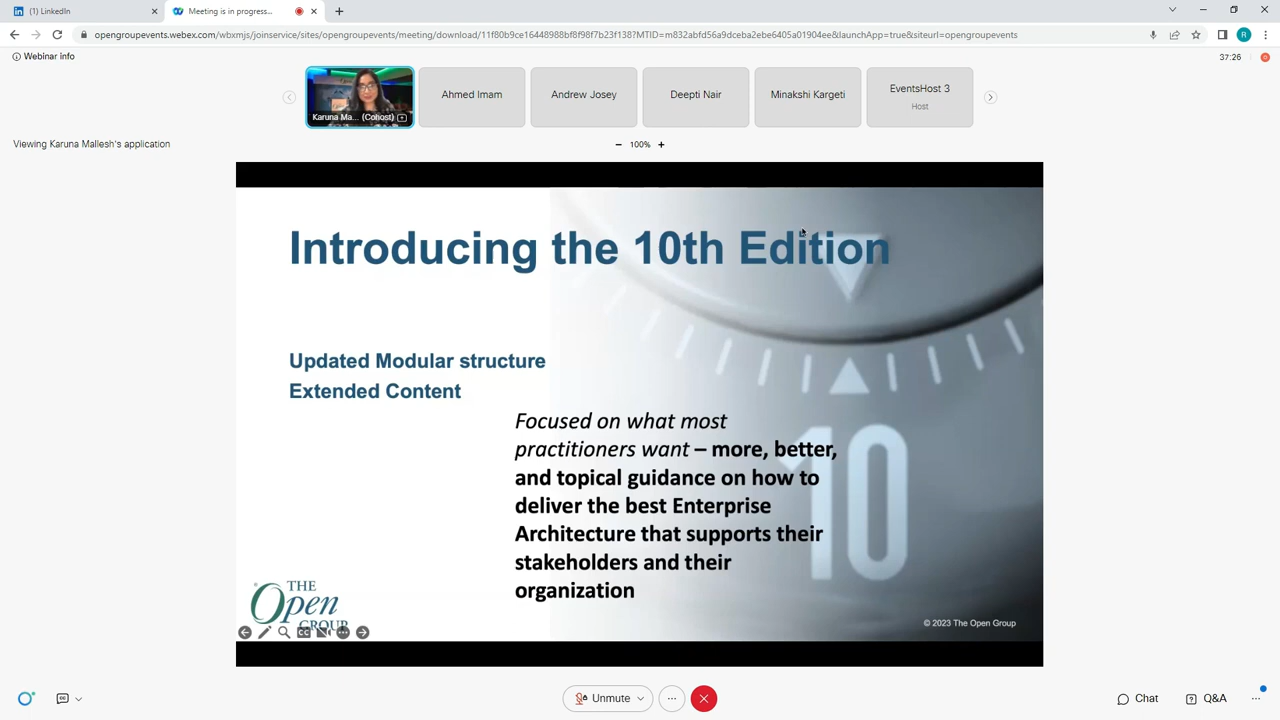 (1) LinkedIn
Meeting is in progress...
opengroupevents.webex.com/wbxmjs/joinservice/sites/opengroupevents/meeting/download/11f80b9ce16448988bf8f98f7b23f138?MTID=m832abfd56a9dceba2ebe6405a01904ee&launchApp=true&siteurl=opengroupevents
R
Webinar info
37:26
Karuna Ma... (Cohost)
Ahmed Imam
Andrew Josey
Deepti Nair
Minakshi Kargeti
EventsHost 3
Host
Viewing Karuna Mallesh's application
100%
Introducing the 10th Edition
Updated Modular structure
Extended Content
Focused on what most
practitioners want – more, better,
and topical guidance on how to
deliver the best Enterprise
Architecture that supports their
stakeholders and their
organization
10
THE
Open
GROUP
© 2023 The Open Group
Unmute
Chat
Q&A